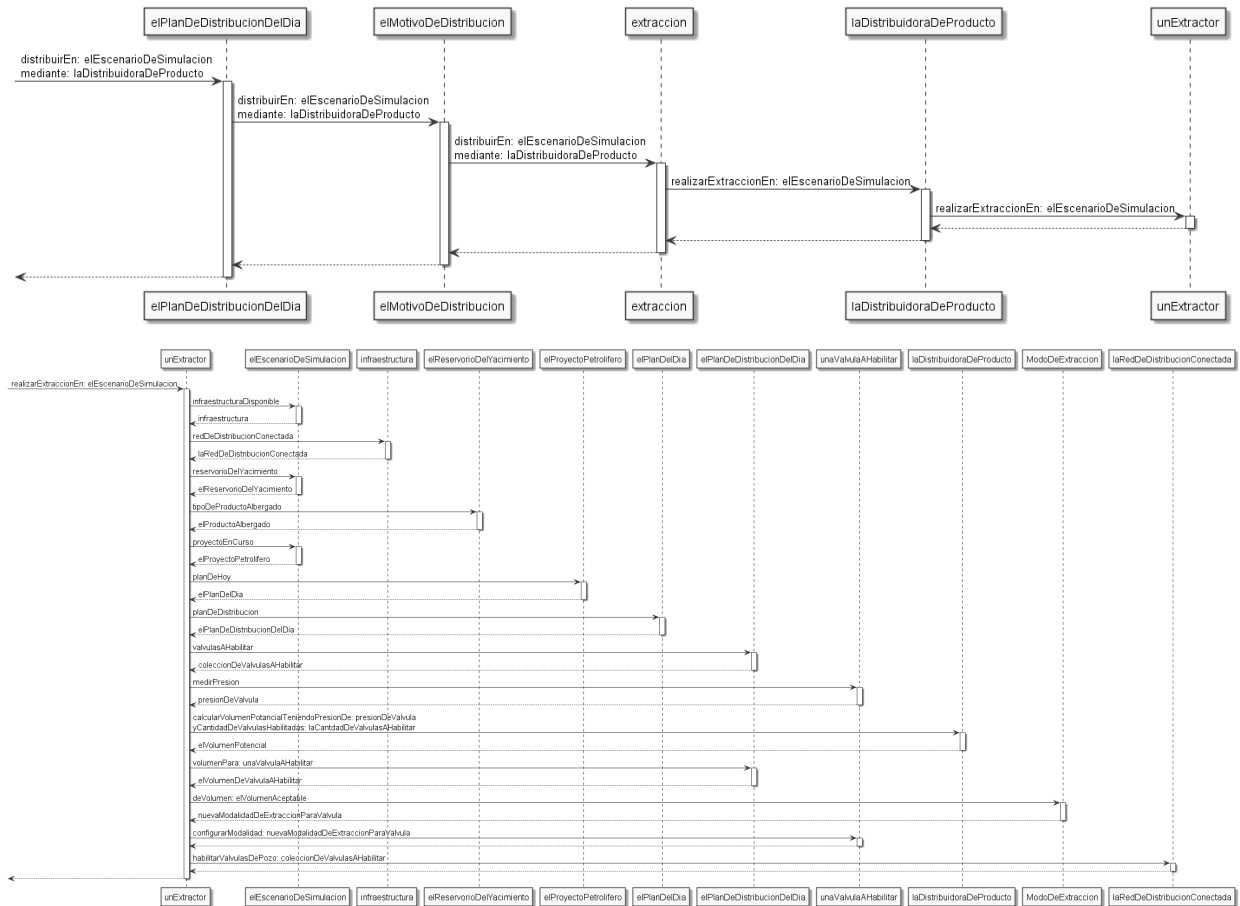 elPlanDeDistribucionDelDia
elMotivoDeDistribucion
extraccion
laDistribuidoraDeProducto
unExtractor
distribuirEn: elEscenarioDeSimulacion
mediante: laDistribuidoraDeProducto
distribuirEn: elEscenarioDeSimulacion
mediante: laDistribuidoraDeProducto
distribuirEn: elEscenarioDeSimulacion
mediante: laDistribuidoraDeProducto
realizarExtraccionEn: elEscenarioDeSimulacion
realizarExtraccionEn: elEscenarioDeSimulacion
elPlanDeDistribucionDelDia
elMotivoDeDistribucion
extraccion
laDistribuidoraDeProducto
unExtractor
unExtractor
elEscenarioDeSimulacion
infraestructura
elReservorioDelYacimiento
elProyectoPetrolifero
elPlanDelDia
elPlanDeDistribucionDelDia
unaValvulaAHabilitar
laDistribuidoraDeProducto
ModoDeExtraccion
laRedDeDistribucionConectada
realizarExtraccionEn: elEscenarioDeSimulacion
infraestructuraDisponible
infraestructura
redDeDistribucionConectada
laRedDeDistribucionConectada
reservorioDelYacimiento
elReservorioDelYacimiento
tipoDeProductoAlbergado
elProductoAlbergado
proyectoEnCurso
elProyectoPetrolifero
planDeHoy
elPlanDelDia
planDeDistribucion
elPlanDeDistribucionDelDia
valvulasAHabilitar
coleccionDeValvulasAHabilitar
medirPresion
presionDeValvula
calcularVolumenPotancialTeniendoPresionDe: presionDeValvula
yCantidadDeValvulasHabilitadas: laCantdadDeValvulasAHabilitar
elVolumenPotencial
volumenPara: unaValvulaAHabilitar
elVolumenDeValvulaAHabilitar
deVolumen: elVolumenAceptable
nuevaModalidadDeExtraccionParaValvula
configurarModalidad: nuevaModalidadDeExtraccionParaValvula
habilitarValvulasDePozo: coleccionDeValvulasAHabilitar
unExtractor
elEscenarioDeSimulacion
infraestructura
elReservorioDelYacimiento
elProyectoPetrolifero
elPlanDelDia
elPlanDeDistribucionDelDia
unaValvulaAHabilitar
laDistribuidoraDeProducto
ModoDeExtraccion
laRedDeDistribucionConectada